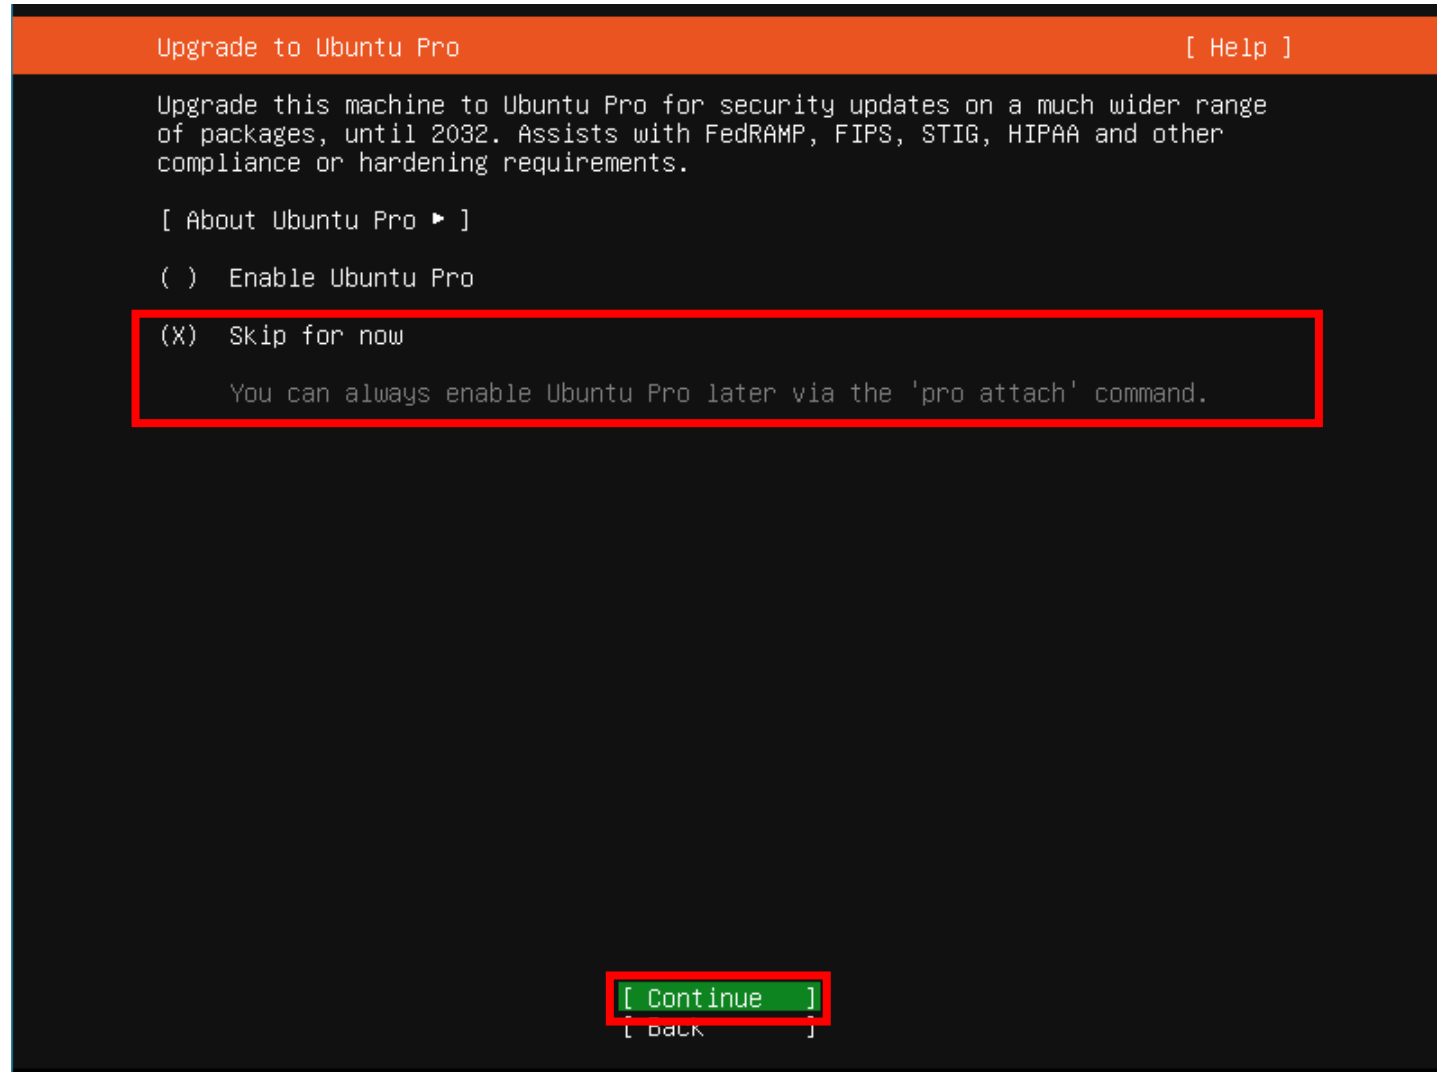 Upgrade to Ubuntu Pro [ Help ]
Upgrade this machine to Ubuntu Pro for security updates on a much wider range
of packages, until 2032. Assists with FedRAMP, FIPS, STIG, HIPAA and other
compliance or hardening requirements.
[ About Ubuntu Pro ▸ ]
( ) Enable Ubuntu Pro
(X) Skip for now
You can always enable Ubuntu Pro later via the 'pro attach' command.
[ Continue ]
[ Back ]